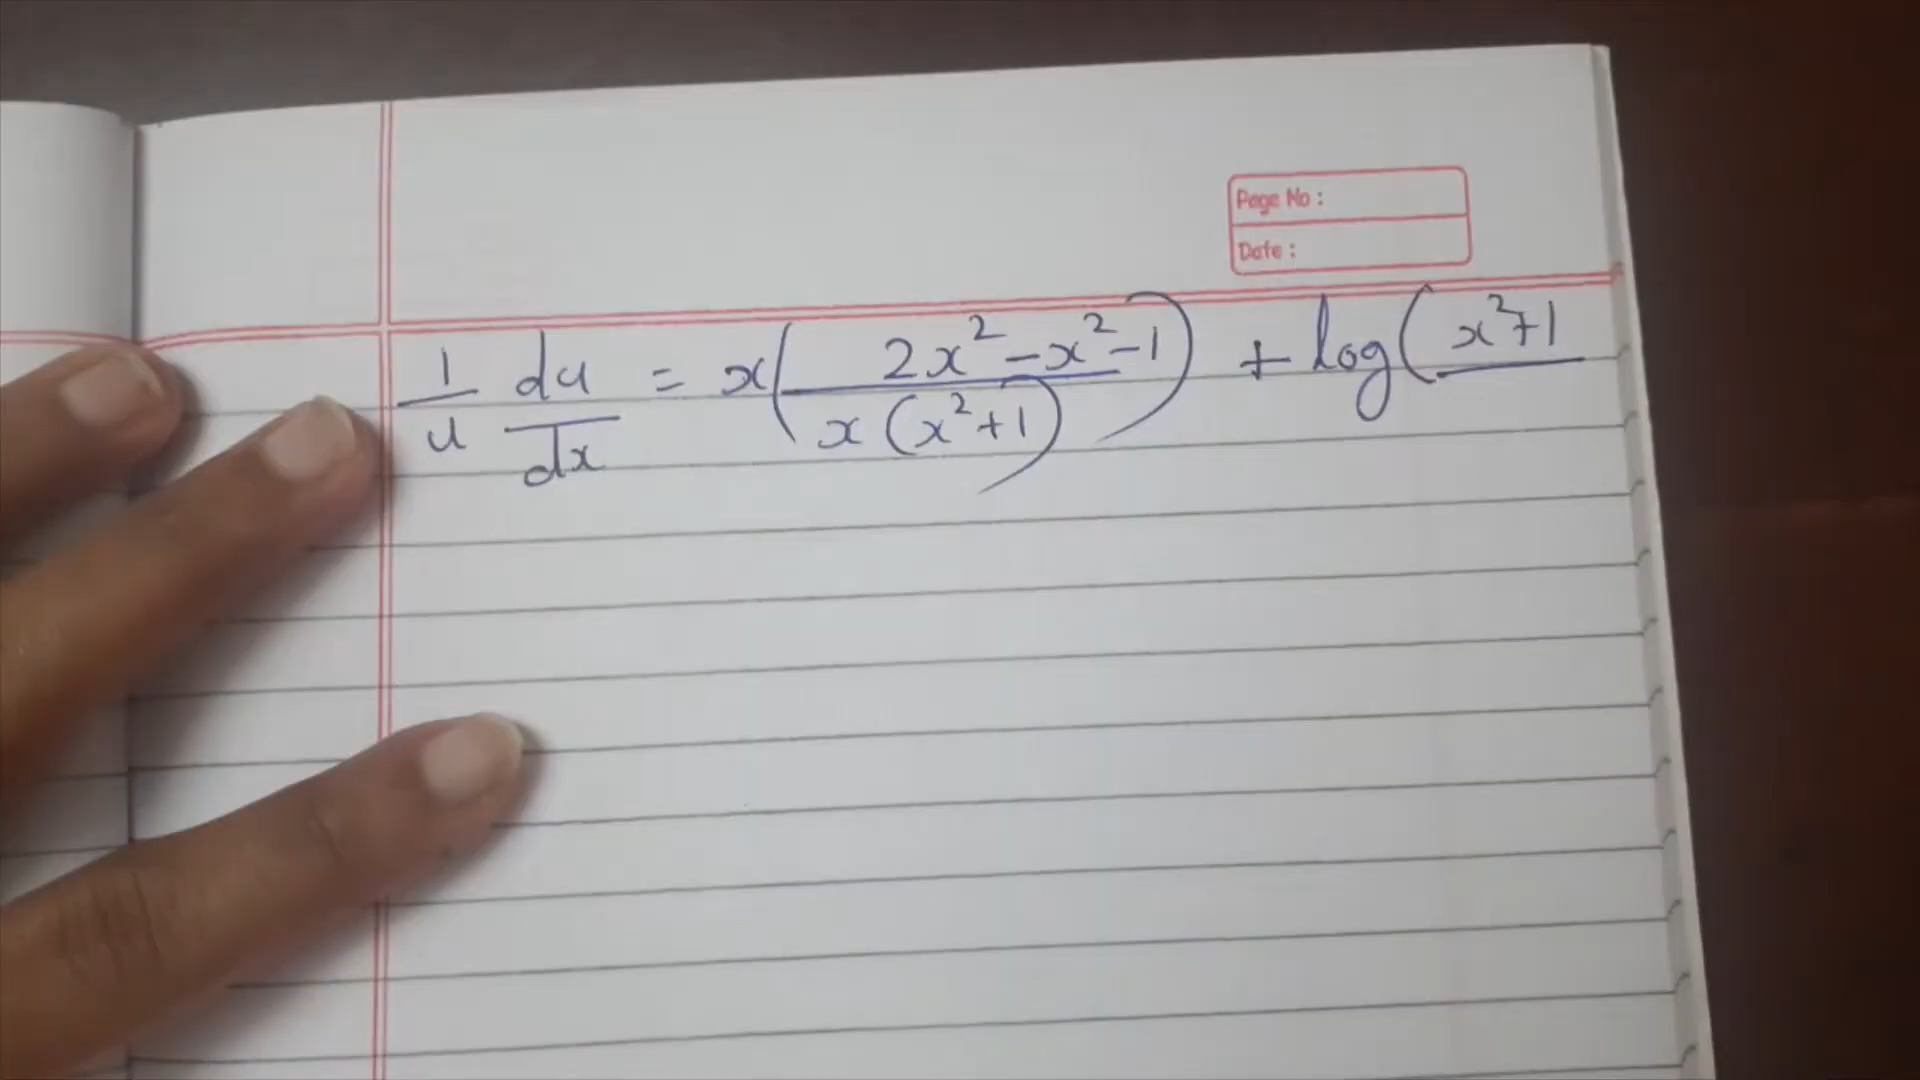 Page No :
Date :
1/u du/dx = x( (2x² - x² - 1) / (x (x² + 1)) ) + log( (x² + 1) /